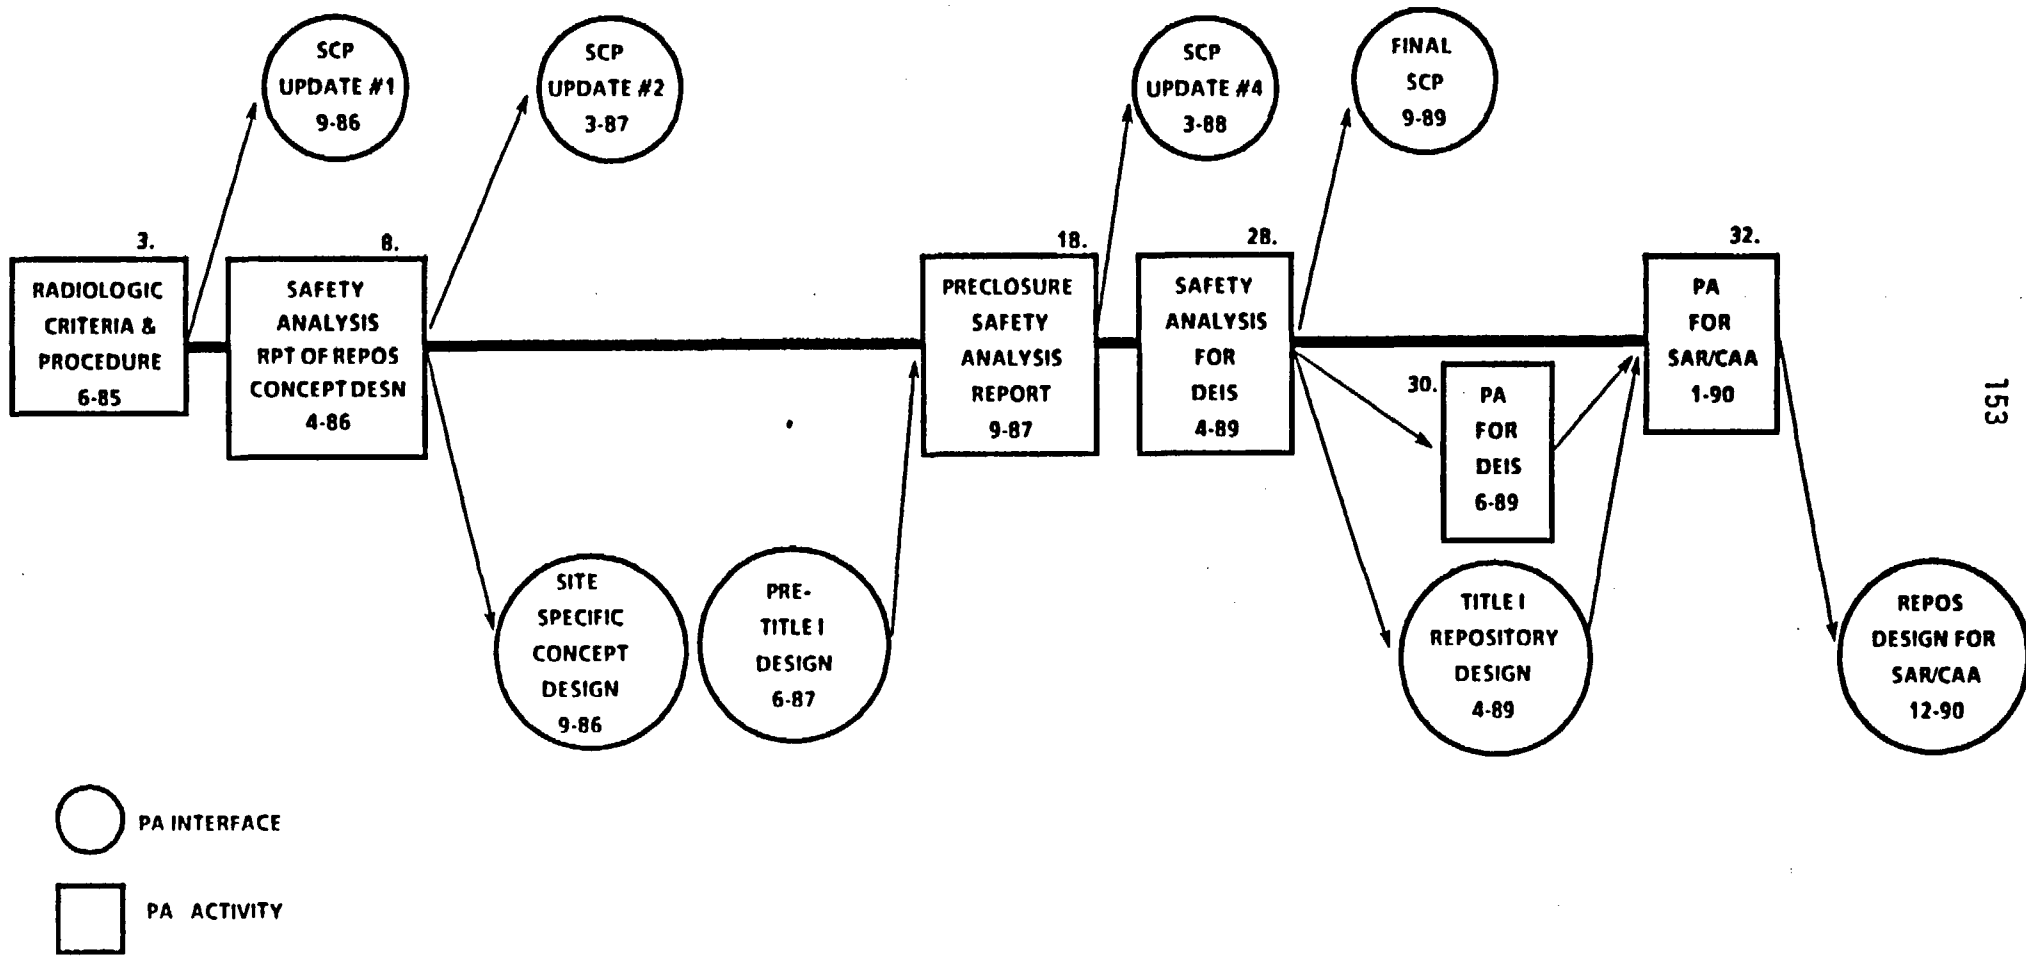 SCP
UPDATE #1
9-86
SCP
UPDATE #2
3-87
SCP
UPDATE #4
3-88
FINAL
SCP
9-89
3.
RADIOLOGIC
CRITERIA &
PROCEDURE
6-85
8.
SAFETY
ANALYSIS
RPT OF REPOS
CONCEPT DESN
4-86
18.
PRECLOSURE
SAFETY
ANALYSIS
REPORT
9-87
28.
SAFETY
ANALYSIS
FOR
DEIS
4-89
30.
PA
FOR
DEIS
6-89
32.
PA
FOR
SAR/CAA
1-90
153
SITE
SPECIFIC
CONCEPT
DESIGN
9-86
PRE-
TITLE I
DESIGN
6-87
TITLE I
REPOSITORY
DESIGN
4-89
REPOS
DESIGN FOR
SAR/CAA
12-90
PA INTERFACE
PA ACTIVITY